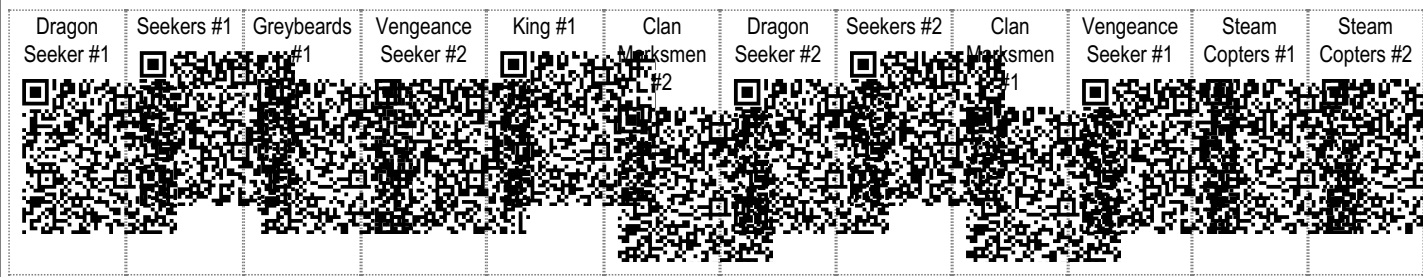 Dragon
Seeker #1
Seekers #1
Greybeards
#1
Vengeance
Seeker #2
King #1
Clan
Marksmen
#2
Dragon
Seeker #2
Seekers #2
Clan
Marksmen
#1
Vengeance
Seeker #1
Steam
Copters #1
Steam
Copters #2